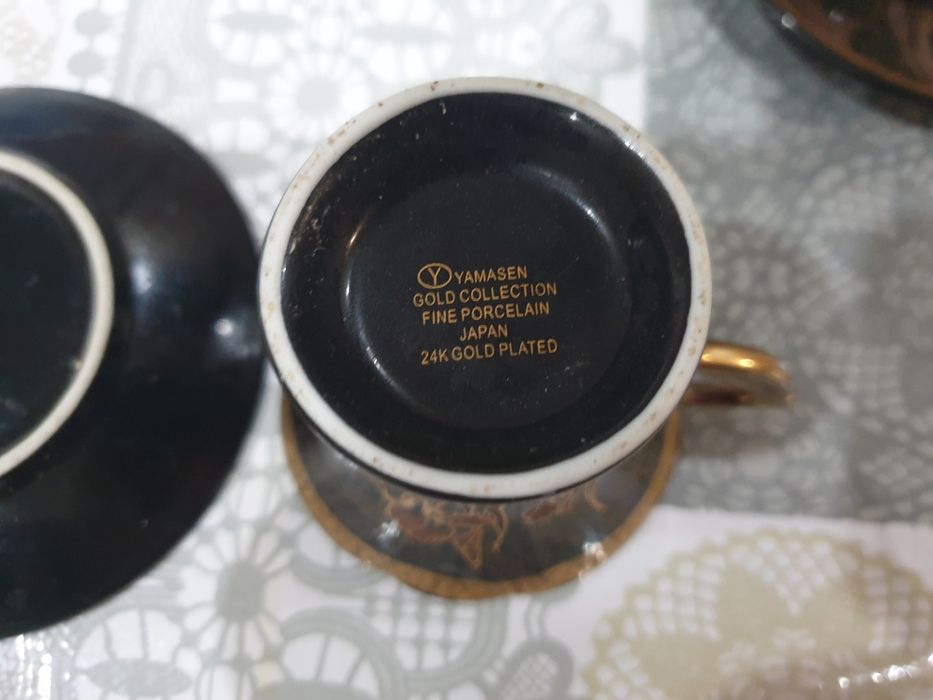 Y YAMASEN
GOLD COLLECTION
FINE PORCELAIN
JAPAN
24K GOLD PLATED